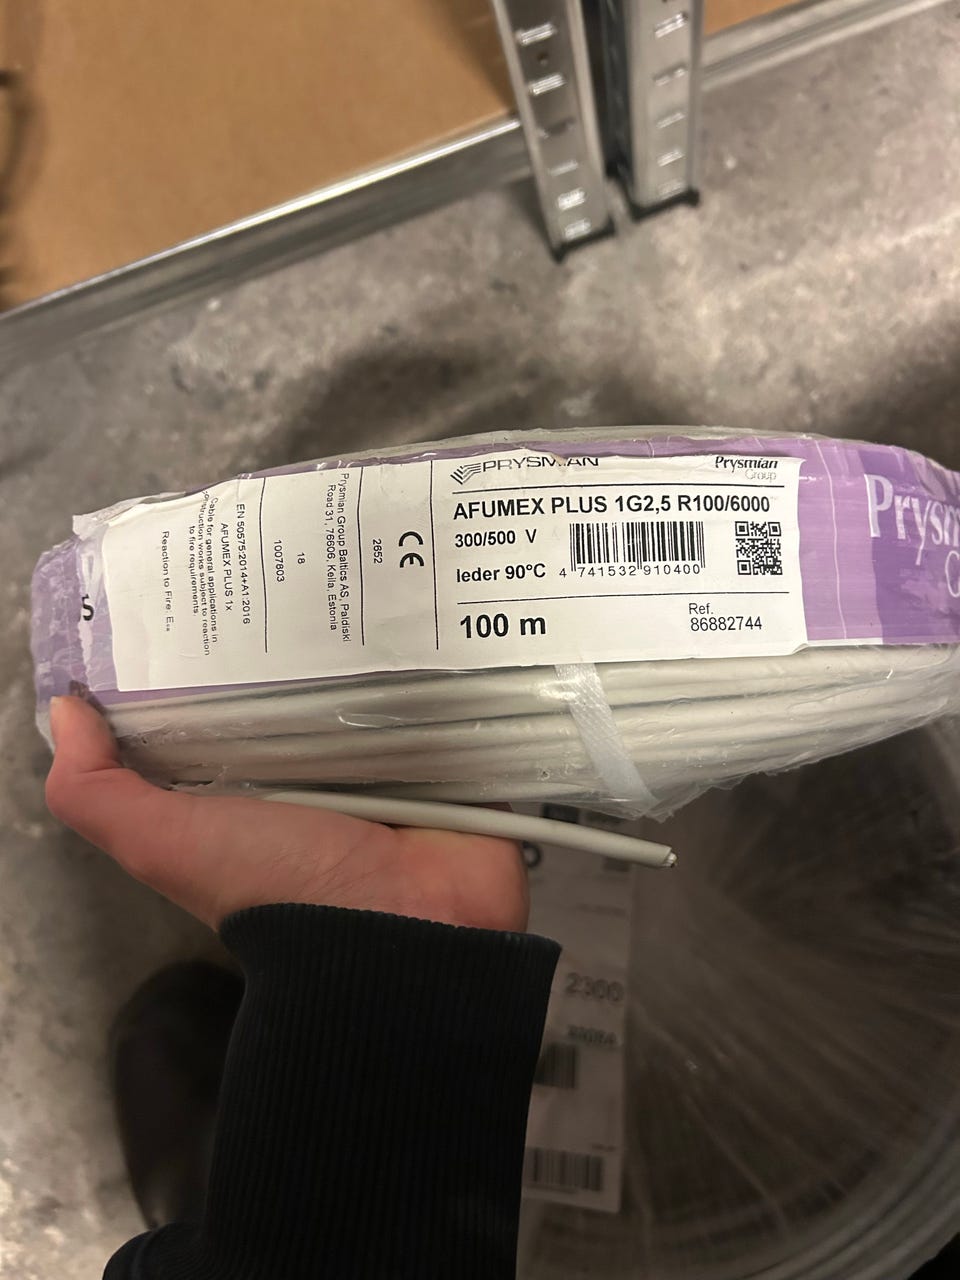 PRYSMIAN
Prysmian
Group
AFUMEX PLUS 1G2,5 R100/6000
300/500 V
leder 90°C
4 741532 910400
100 m
Ref.
86882744
2652
Prysmian Group Baltics AS, Paldiski
Road 31, 76606, Keila, Estonia
18
1007803
EN 50575:2014+A1:2016
AFUMEX PLUS 1x
Cable for general applications in
construction works subject to reaction
to fire requirements.
Reaction to Fire: Eca
Prysm
2300